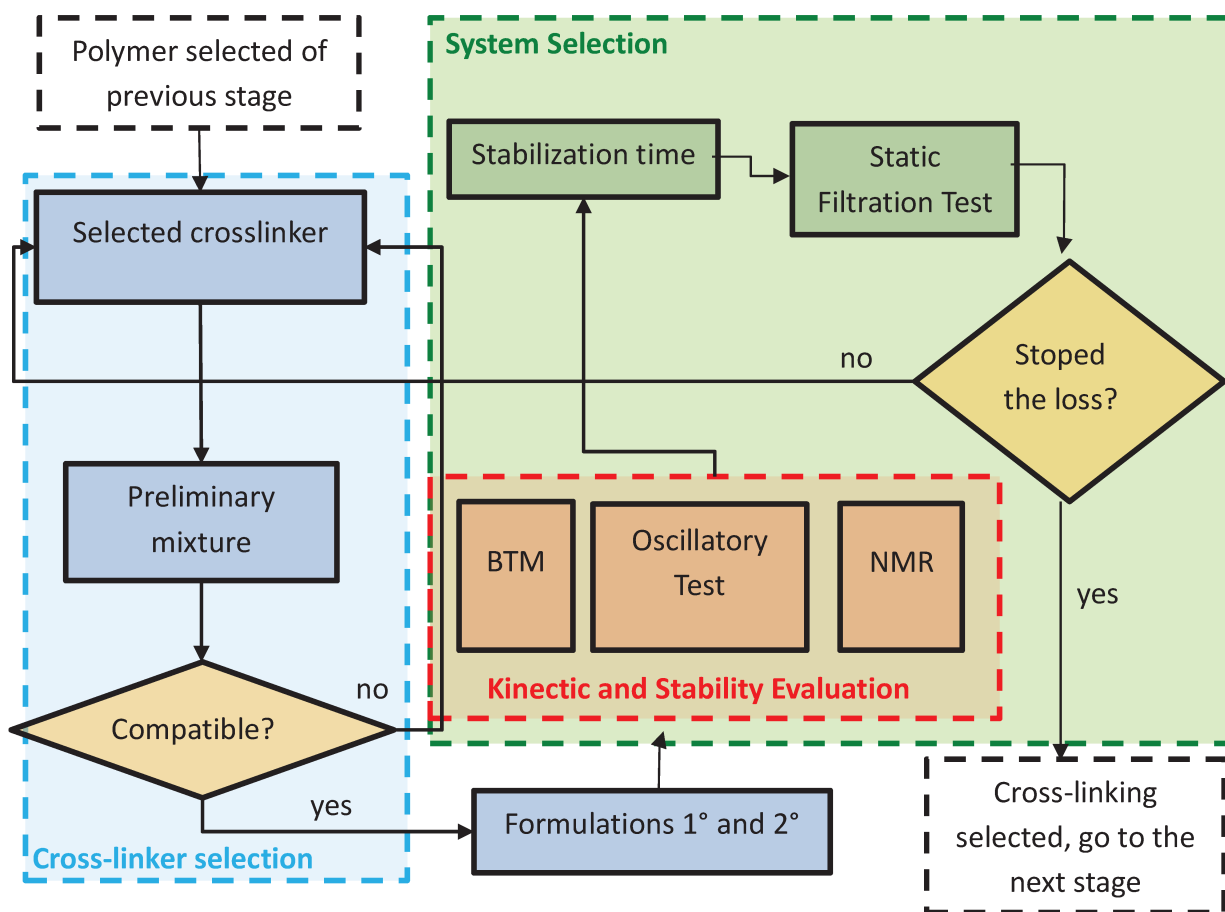 Polymer selected of
previous stage
System Selection
Stabilization time
Static
Filtration Test
Selected crosslinker
no
Stoped
the loss?
Preliminary
mixture
BTM
Oscillatory
Test
NMR
yes
no
Kinectic and Stability Evaluation
Compatible?
yes
Formulations 1° and 2°
Cross-linking
selected, go to the
next stage
Cross-linker selection